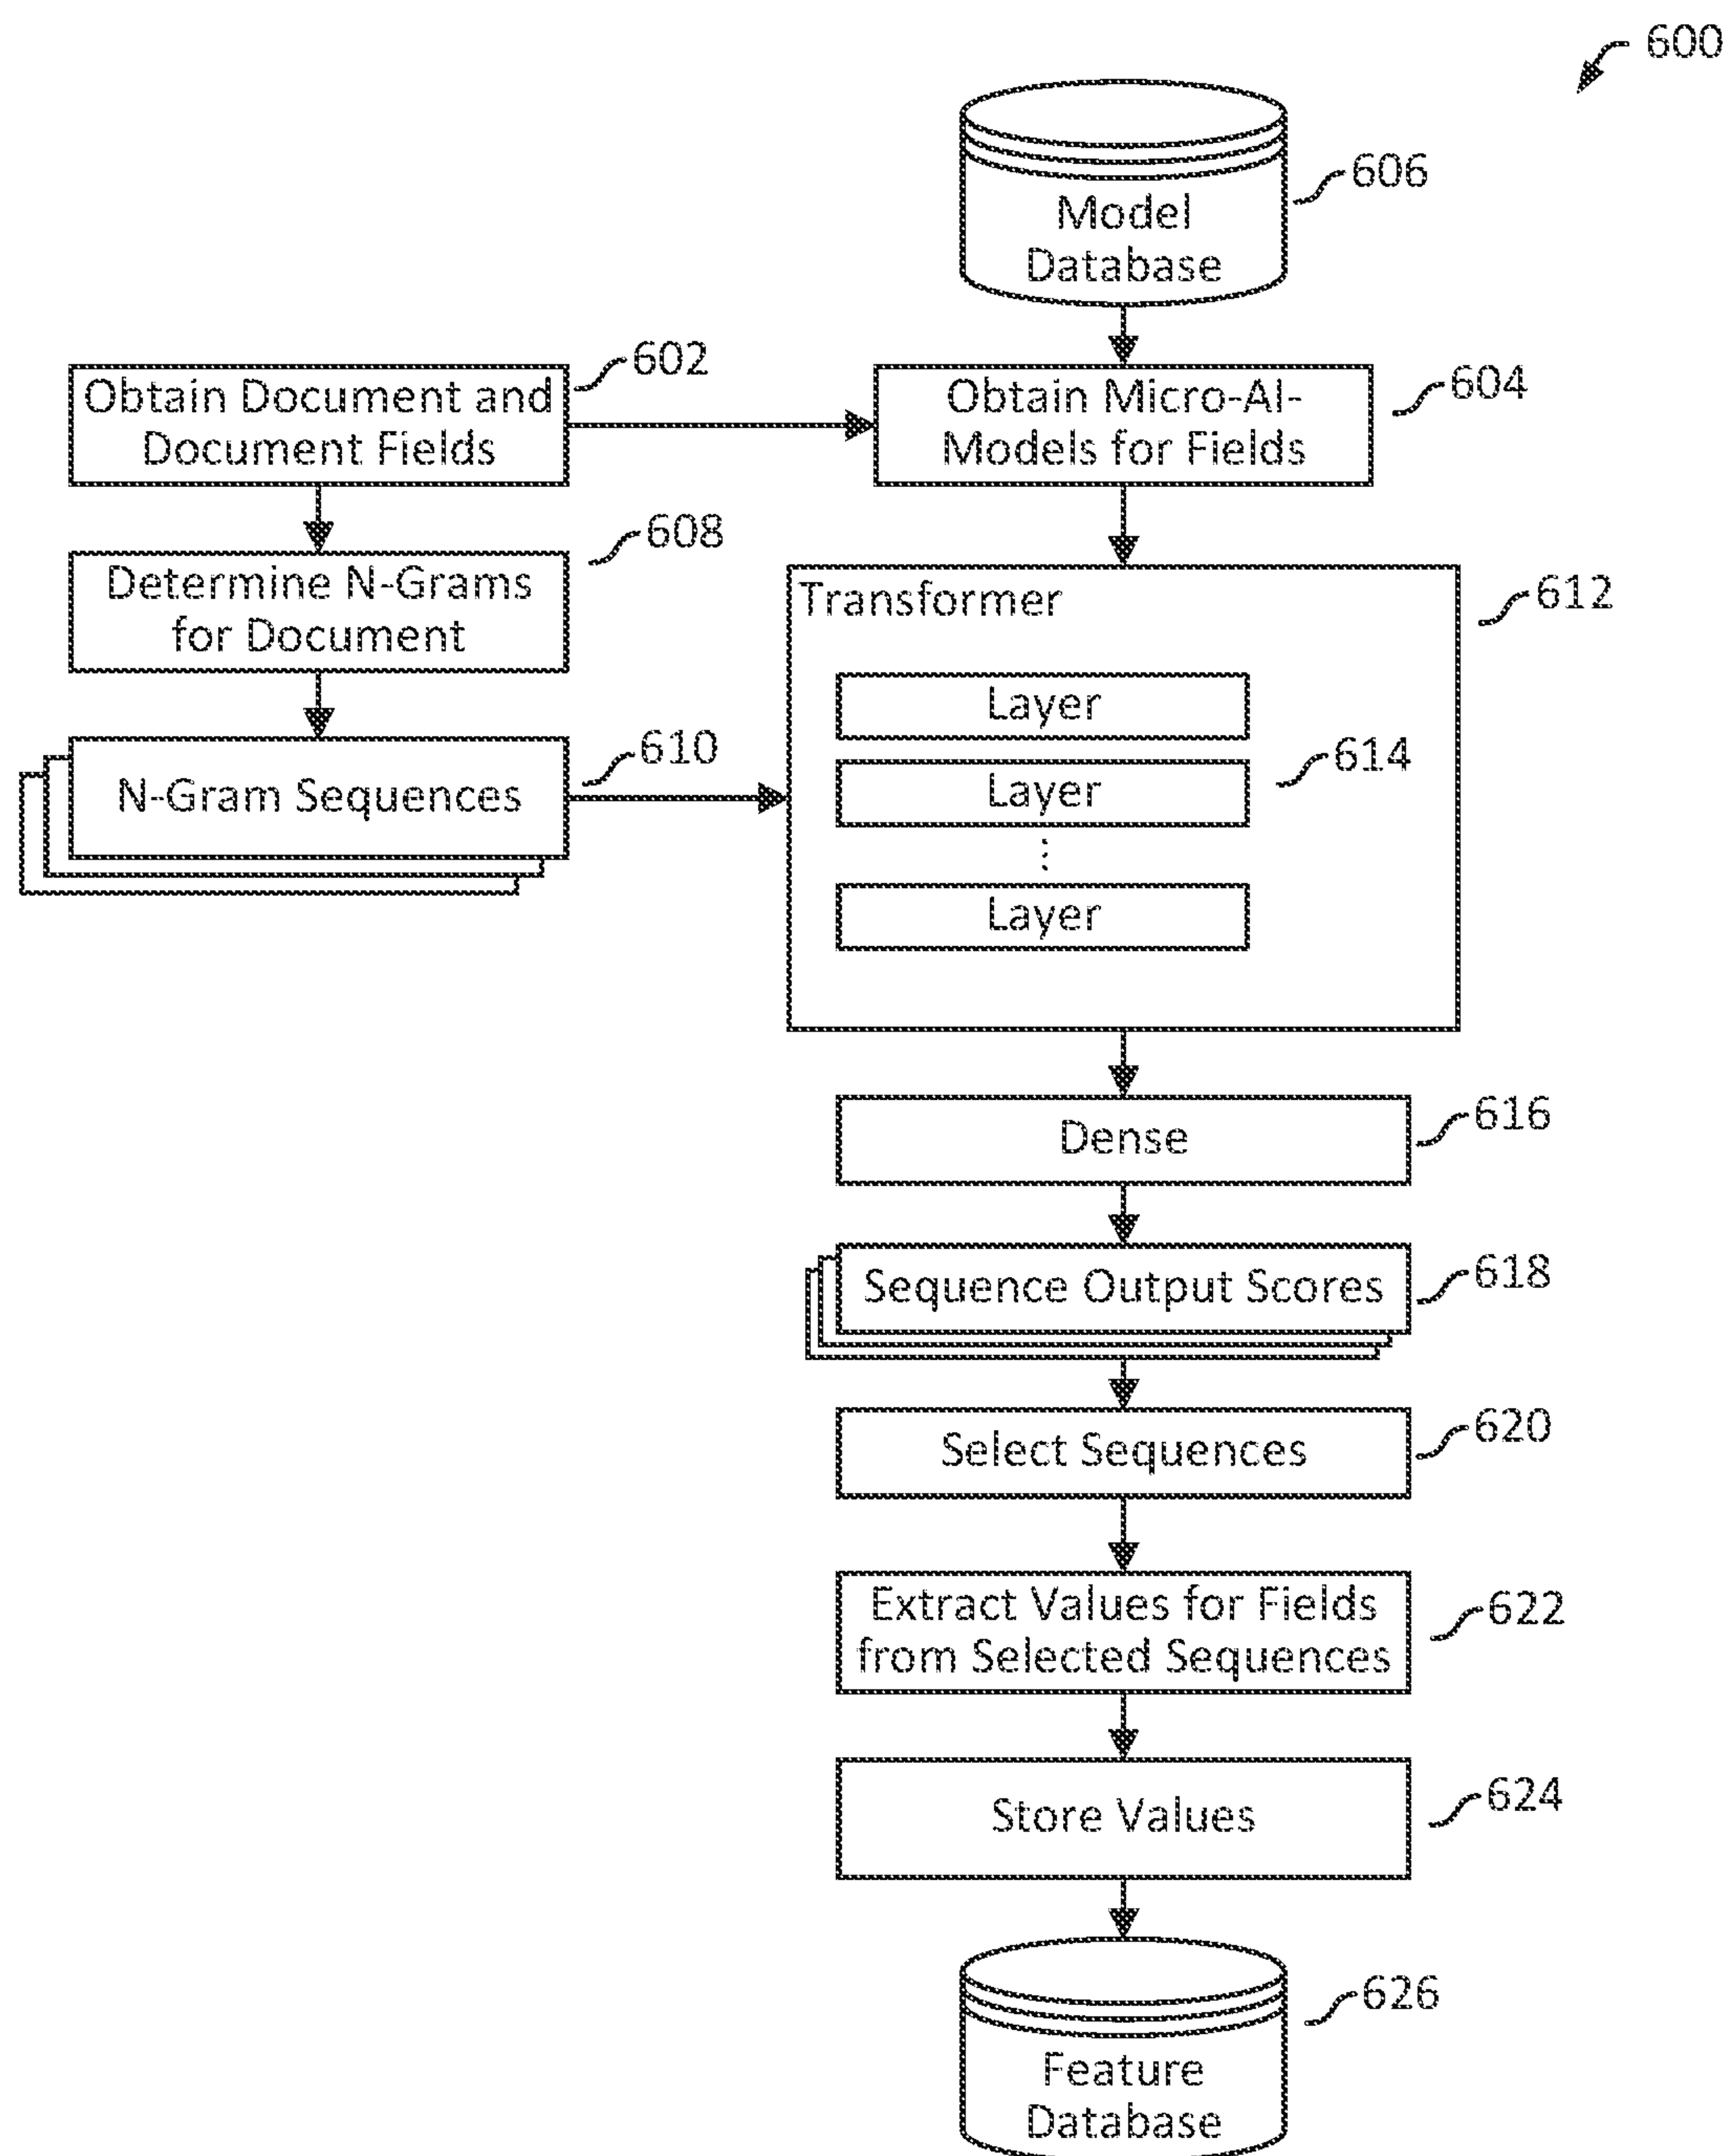 600
Model
Database
606
Obtain Document and
Document Fields
602
Obtain Micro-AI-
Models for Fields
604
Determine N-Grams
for Document
608
Transformer
612
Layer
N-Gram Sequences
610
Layer
614
Layer
Dense
616
Sequence Output Scores
618
Select Sequences
620
Extract Values for Fields
from Selected Sequences
622
Store Values
624
Feature
Database
626